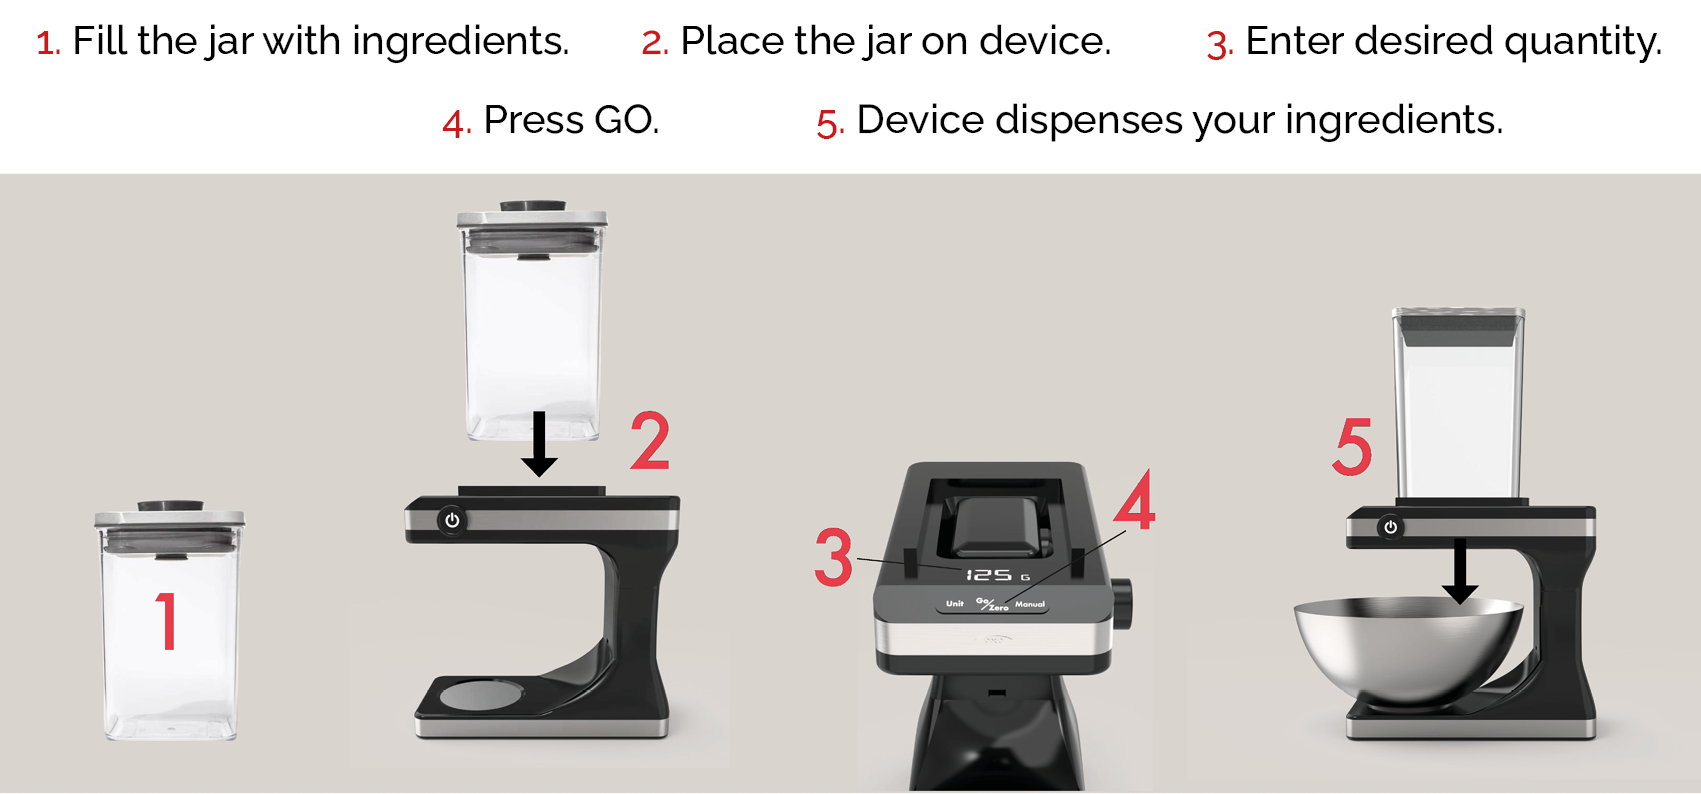 1. Fill the jar with ingredients. 2. Place the jar on device. 3. Enter desired quantity.
4. Press GO. 5. Device dispenses your ingredients.
1
2
3
4
5
125 G
Unit Go/Zero Manual